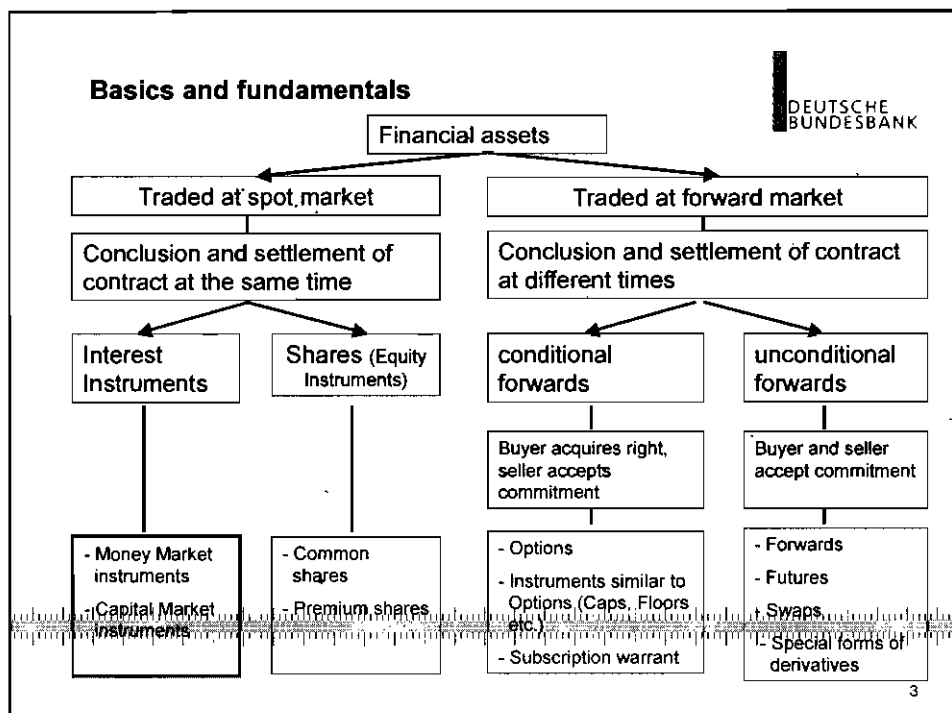 Basics and fundamentals
DEUTSCHE
BUNDESBANK
Financial assets
Traded at spot market
Traded at forward market
Conclusion and settlement of
contract at the same time
Conclusion and settlement of contract
at different times
Interest
Instruments
Shares (Equity
Instruments)
conditional
forwards
unconditional
forwards
Buyer acquires right,
seller accepts
commitment
Buyer and seller
accept commitment
- Money Market
instruments
- Capital Market
instruments
- Common
shares
- Premium shares
- Options
- Instruments similar to
Options (Caps, Floors
etc.)
- Subscription warrant
- Forwards
- Futures
- Swaps
- Special forms of
derivatives
3